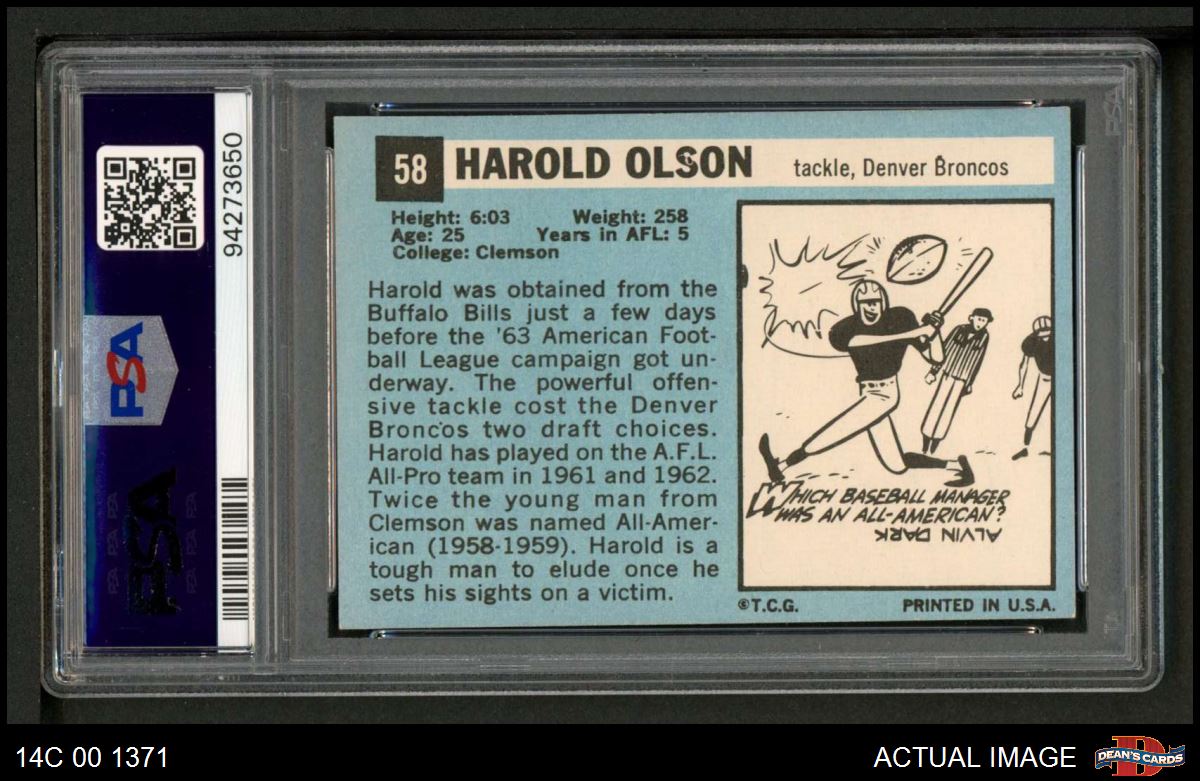 94273650
PSA
PSA
58 HAROLD OLSON tackle, Denver Broncos
Height: 6:03 Weight: 258
Age: 25 Years in AFL: 5
College: Clemson
Harold was obtained from the
Buffalo Bills just a few days
before the '63 American Foot-
ball League campaign got un-
derway. The powerful offen-
sive tackle cost the Denver
Broncos two draft choices.
Harold has played on the A.F.L.
All-Pro team in 1961 and 1962.
Twice the young man from
Clemson was named All-Amer-
ican (1958-1959). Harold is a
tough man to elude once he
sets his sights on a victim.
WHICH BASEBALL MANAGER
WAS AN ALL-AMERICAN?
ALVIN DARK
©T.C.G. PRINTED IN U.S.A.
14C 00 1371
ACTUAL IMAGE
D
DEAN'S CARDS